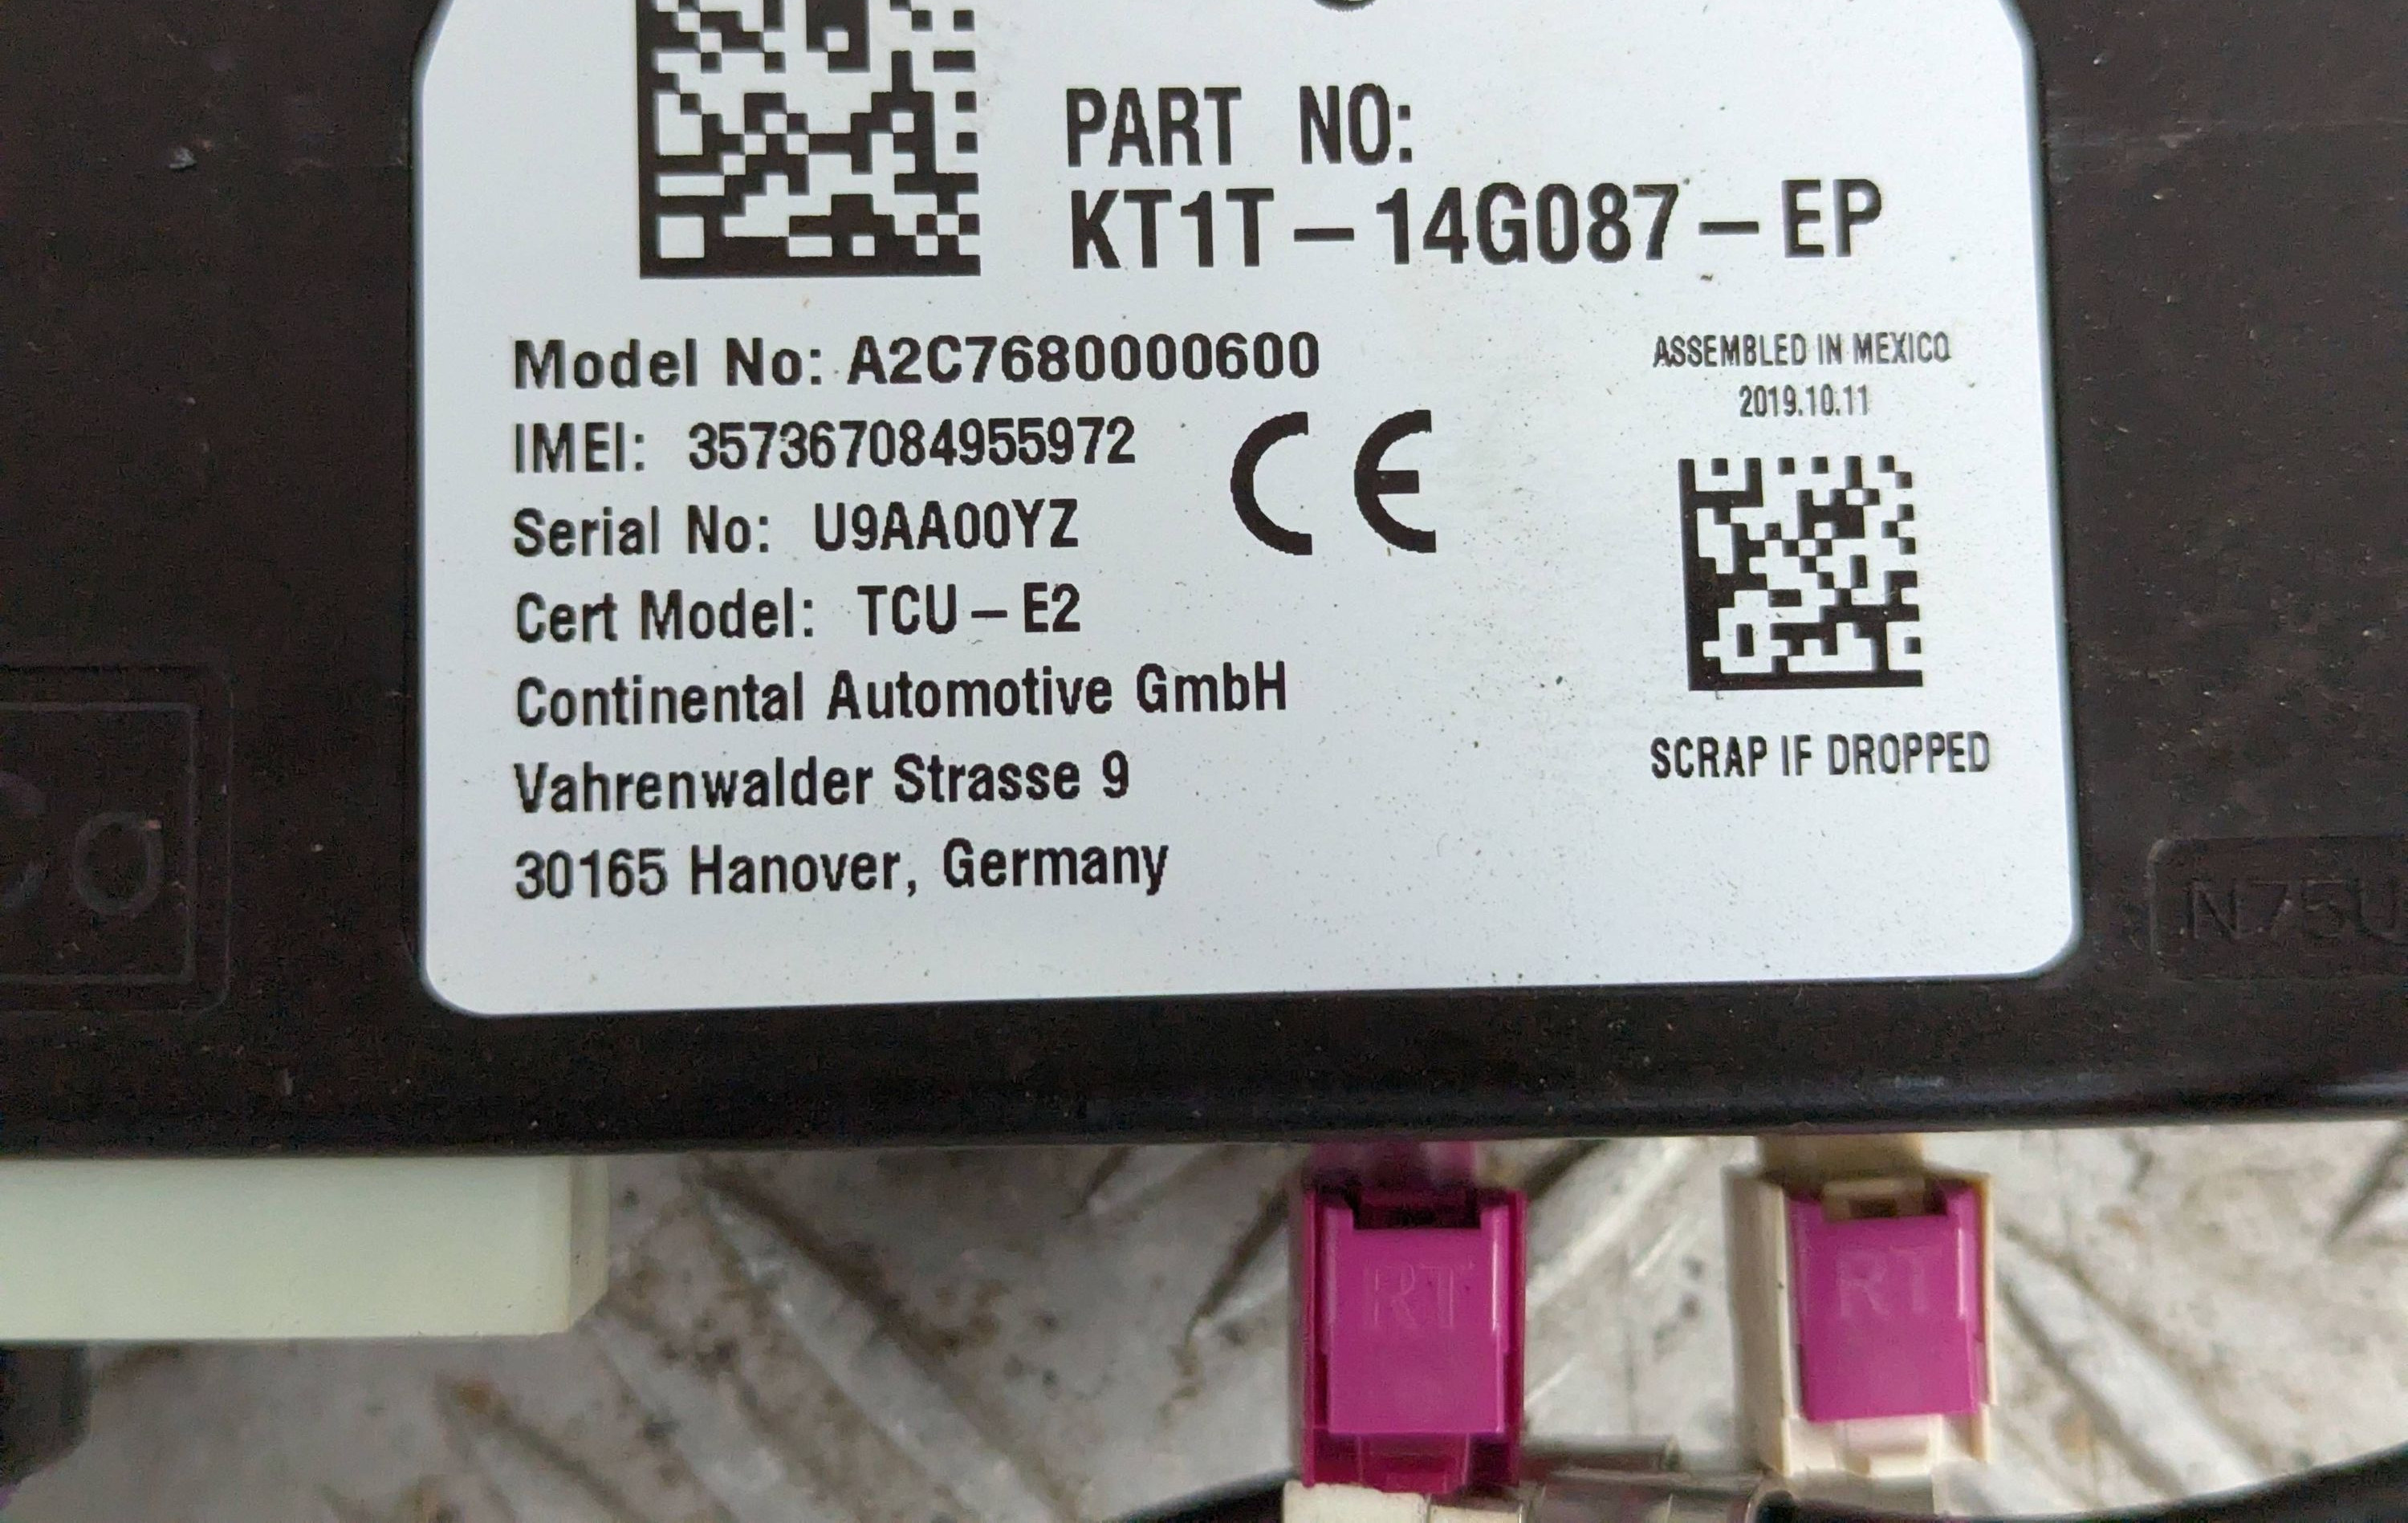 PART NO:
KT1T-14G087-EP
Model No: A2C7680000600
IMEI: 357367084955972
Serial No: U9AA00YZ
Cert Model: TCU-E2
Continental Automotive GmbH
Vahrenwalder Strasse 9
30165 Hanover, Germany
CE
ASSEMBLED IN MEXICO
2019.10.11
SCRAP IF DROPPED
N75U
RT
RT